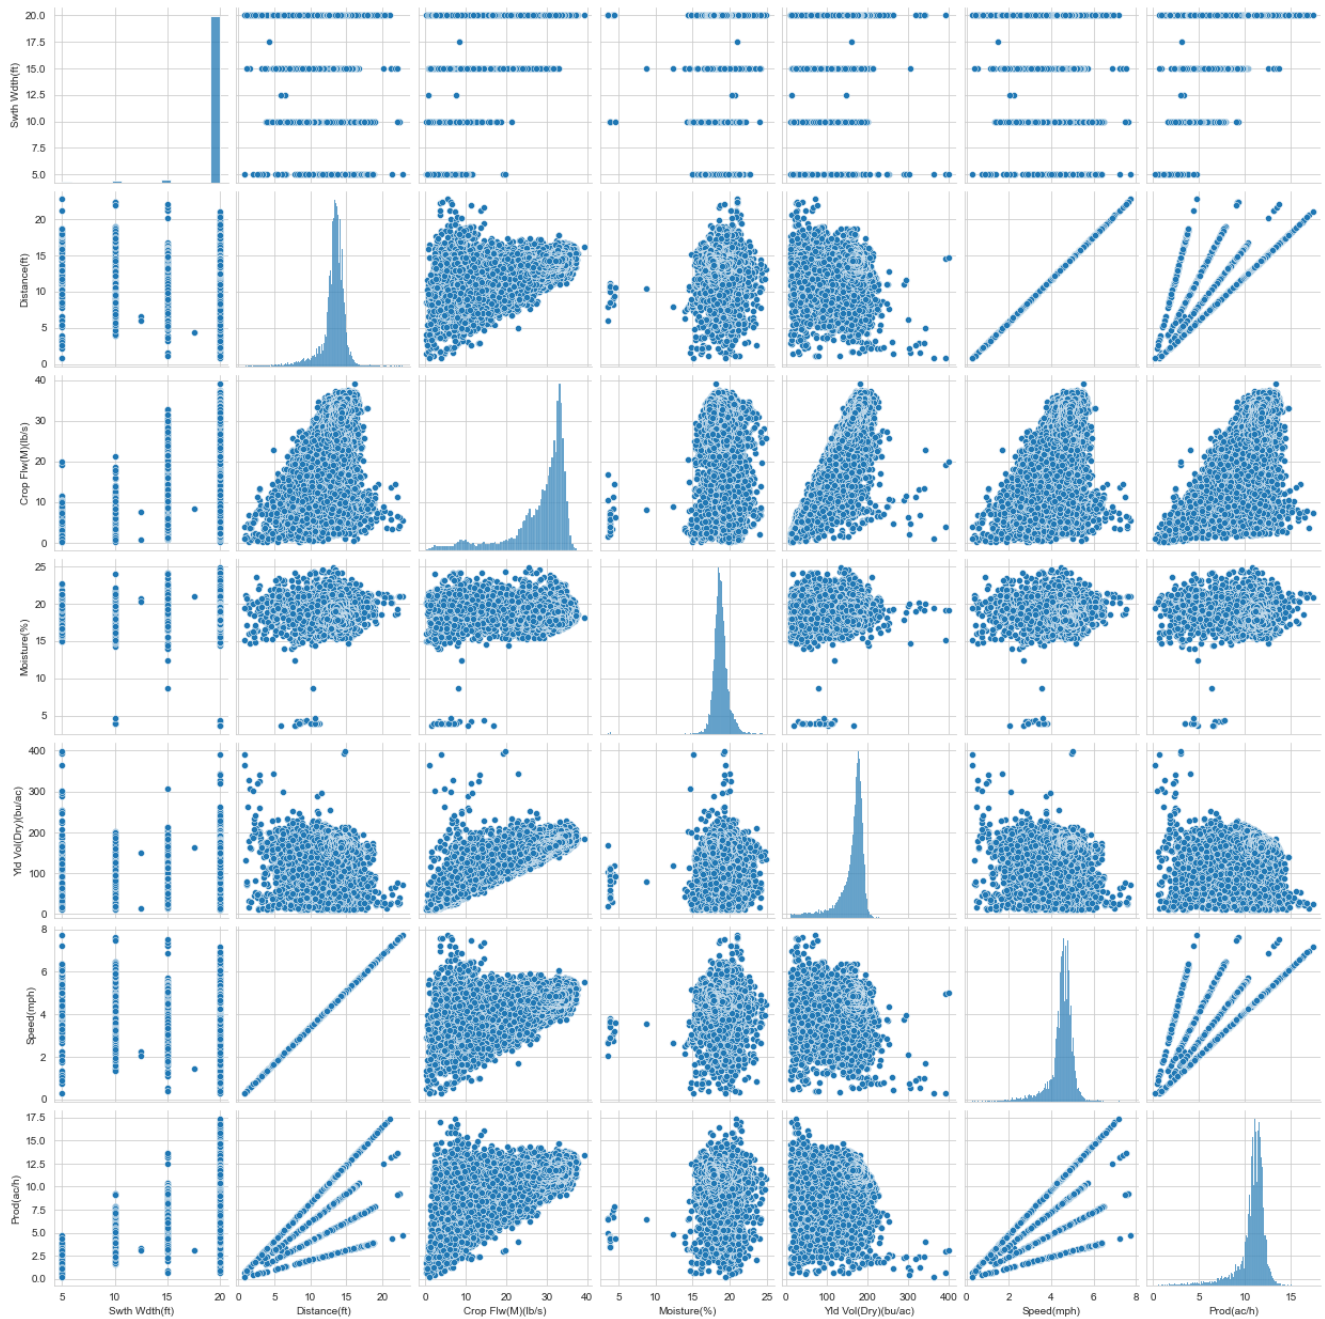 20.0
17.5
15.0
12.5
10.0
7.5
5.0
Swth Wdth(ft)
20
15
10
5
0
Distance(ft)
40
30
20
10
0
Crop Flw(M)(lb/s)
25
20
15
10
5
Moisture(%)
400
300
200
100
0
Yld Vol(Dry)(bu/ac)
8
6
4
2
0
Speed(mph)
17.5
15.0
12.5
10.0
7.5
5.0
2.5
0.0
Prod(ac/h)
5 10 15 20
0 5 10 15 20
0 10 20 30 40
5 10 15 20 25
0 100 200 300 400
0 2 4 6 8
0 5 10 15
Swth Wdth(ft) Distance(ft) Crop Flw(M)(lb/s) Moisture(%) Yld Vol(Dry)(bu/ac) Speed(mph) Prod(ac/h)